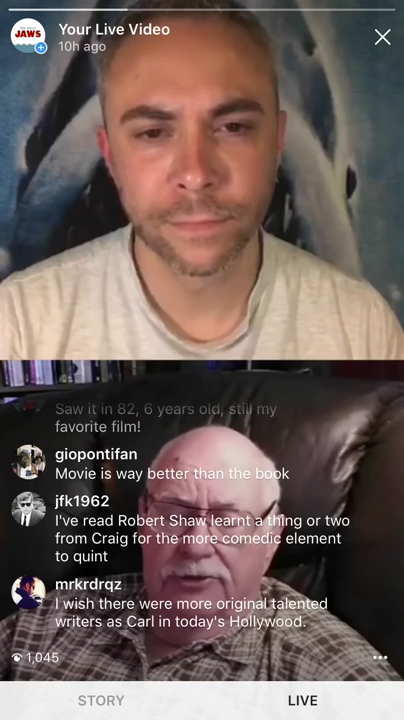 JAWS
Your Live Video
10h ago
Saw it in 82, 6 years old, still my
favorite film!
giopontifan
Movie is way better than the book
jfk1962
I've read Robert Shaw learnt a thing or two
from Craig for the more comedic element
to quint
mrkrdrqz
I wish there were more original talented
writers as Carl in today's Hollywood.
1,045
STORY
LIVE